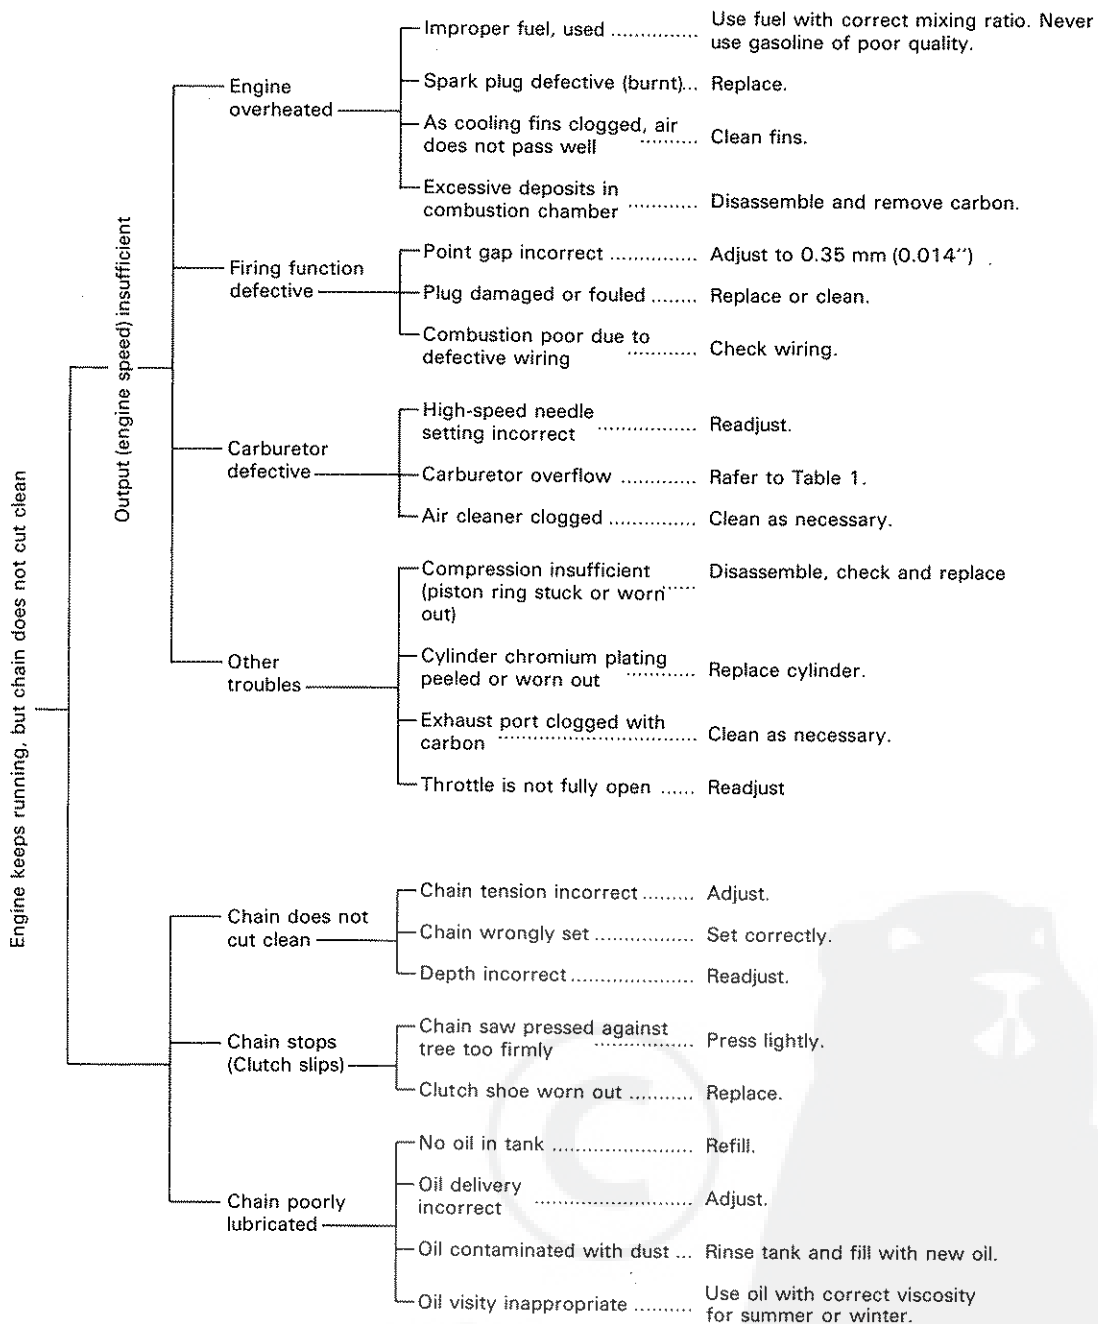 Engine keeps running, but chain does not cut clean
Output (engine speed) insufficient
Engine
overheated
Improper fuel, used ............... Use fuel with correct mixing ratio. Never
use gasoline of poor quality.
Spark plug defective (burnt)... Replace.
As cooling fins clogged, air
does not pass well .......... Clean fins.
Excessive deposits in
combustion chamber ............ Disassemble and remove carbon.
Firing function
defective
Point gap incorrect ............... Adjust to 0.35 mm (0.014″)
Plug damaged or fouled ........ Replace or clean.
Combustion poor due to
defective wiring ............ Check wiring.
Carburetor
defective
High-speed needle
setting incorrect ................. Readjust.
Carburetor overflow ............. Rafer to Table 1.
Air cleaner clogged ............... Clean as necessary.
Other
troubles
Compression insufficient ...... Disassemble, check and replace
(piston ring stuck or worn
out)
Cylinder chromium plating
peeled or worn out ............ Replace cylinder.
Exhaust port clogged with
carbon .................................. Clean as necessary.
Throttle is not fully open ...... Readjust
Chain does not
cut clean
Chain tension incorrect ......... Adjust.
Chain wrongly set ................. Set correctly.
Depth incorrect ..................... Readjust.
Chain stops
(Clutch slips)
Chain saw pressed against
tree too firmly ................ Press lightly.
Clutch shoe worn out ........... Replace.
Chain poorly
lubricated
No oil in tank ........................ Refill.
Oil delivery
incorrect .......................... Adjust.
Oil contaminated with dust ... Rinse tank and fill with new oil.
Oil visity inappropriate .......... Use oil with correct viscosity
for summer or winter.
©